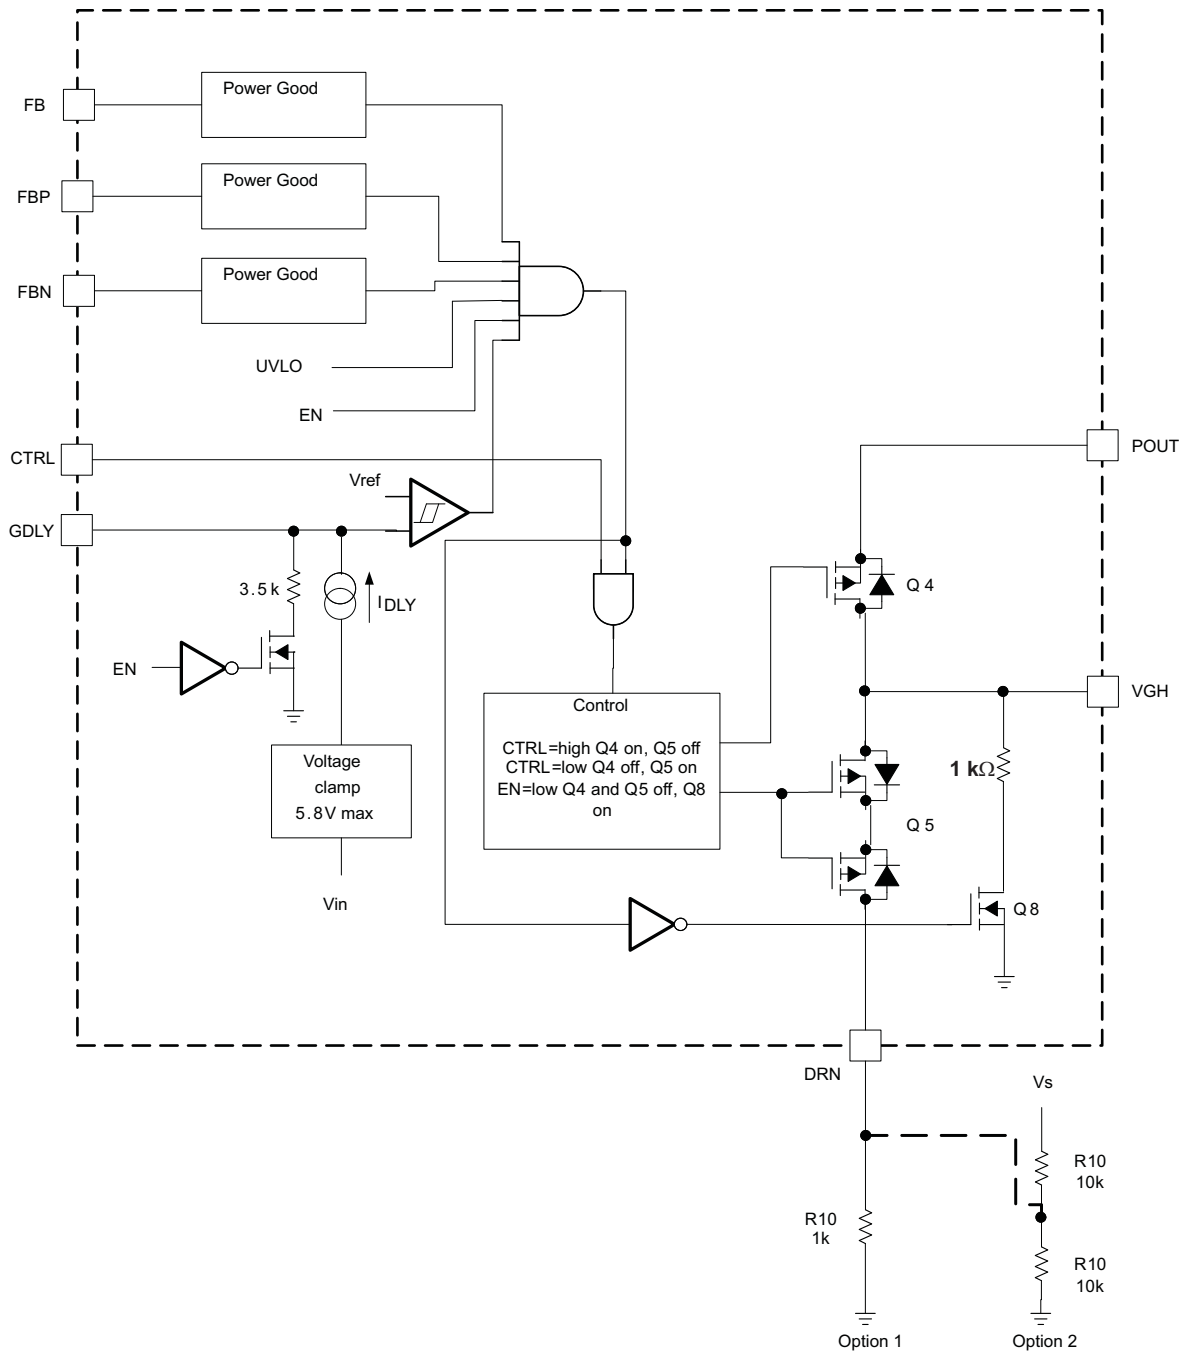 Power Good
FB
Power Good
FBP
Power Good
FBN
UVLO
EN
CTRL
POUT
Vref
GDLY
3.5k
IDLY
Q 4
EN
VGH
Control
CTRL=high Q4 on, Q5 off
CTRL=low Q4 off, Q5 on
EN=low Q4 and Q5 off, Q8
on
Voltage
clamp
5.8V max
1 kΩ
Q 5
Vin
Q 8
DRN
Vs
R10
10k
R10
1k
R10
10k
Option 1
Option 2